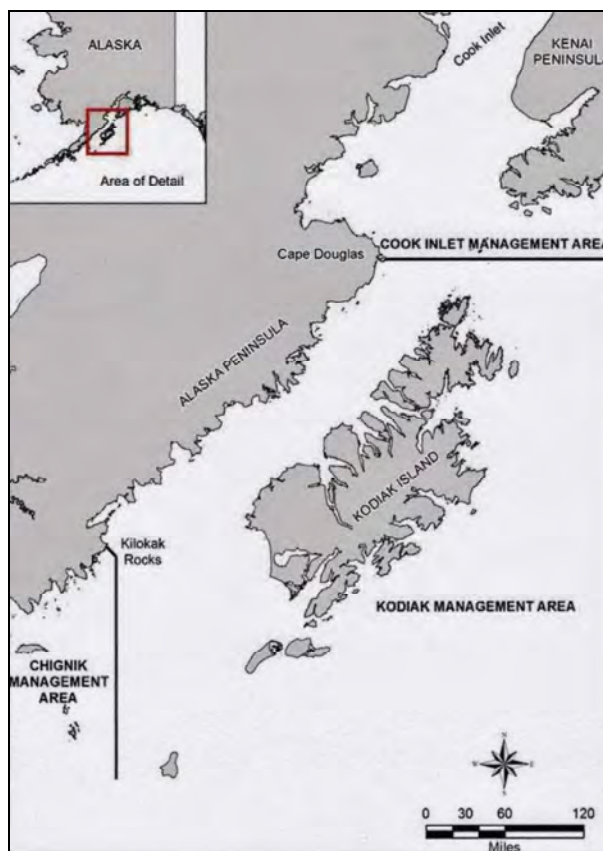 ALASKA
Area of Detail
Cook Inlet
KENAI
PENINSULA
COOK INLET MANAGEMENT AREA
Cape Douglas
ALASKA PENINSULA
KODIAK ISLAND
Kilokak
Rocks
KODIAK MANAGEMENT AREA
CHIGNIK
MANAGEMENT
AREA
N
E
S
W
0 30 60 120
Miles